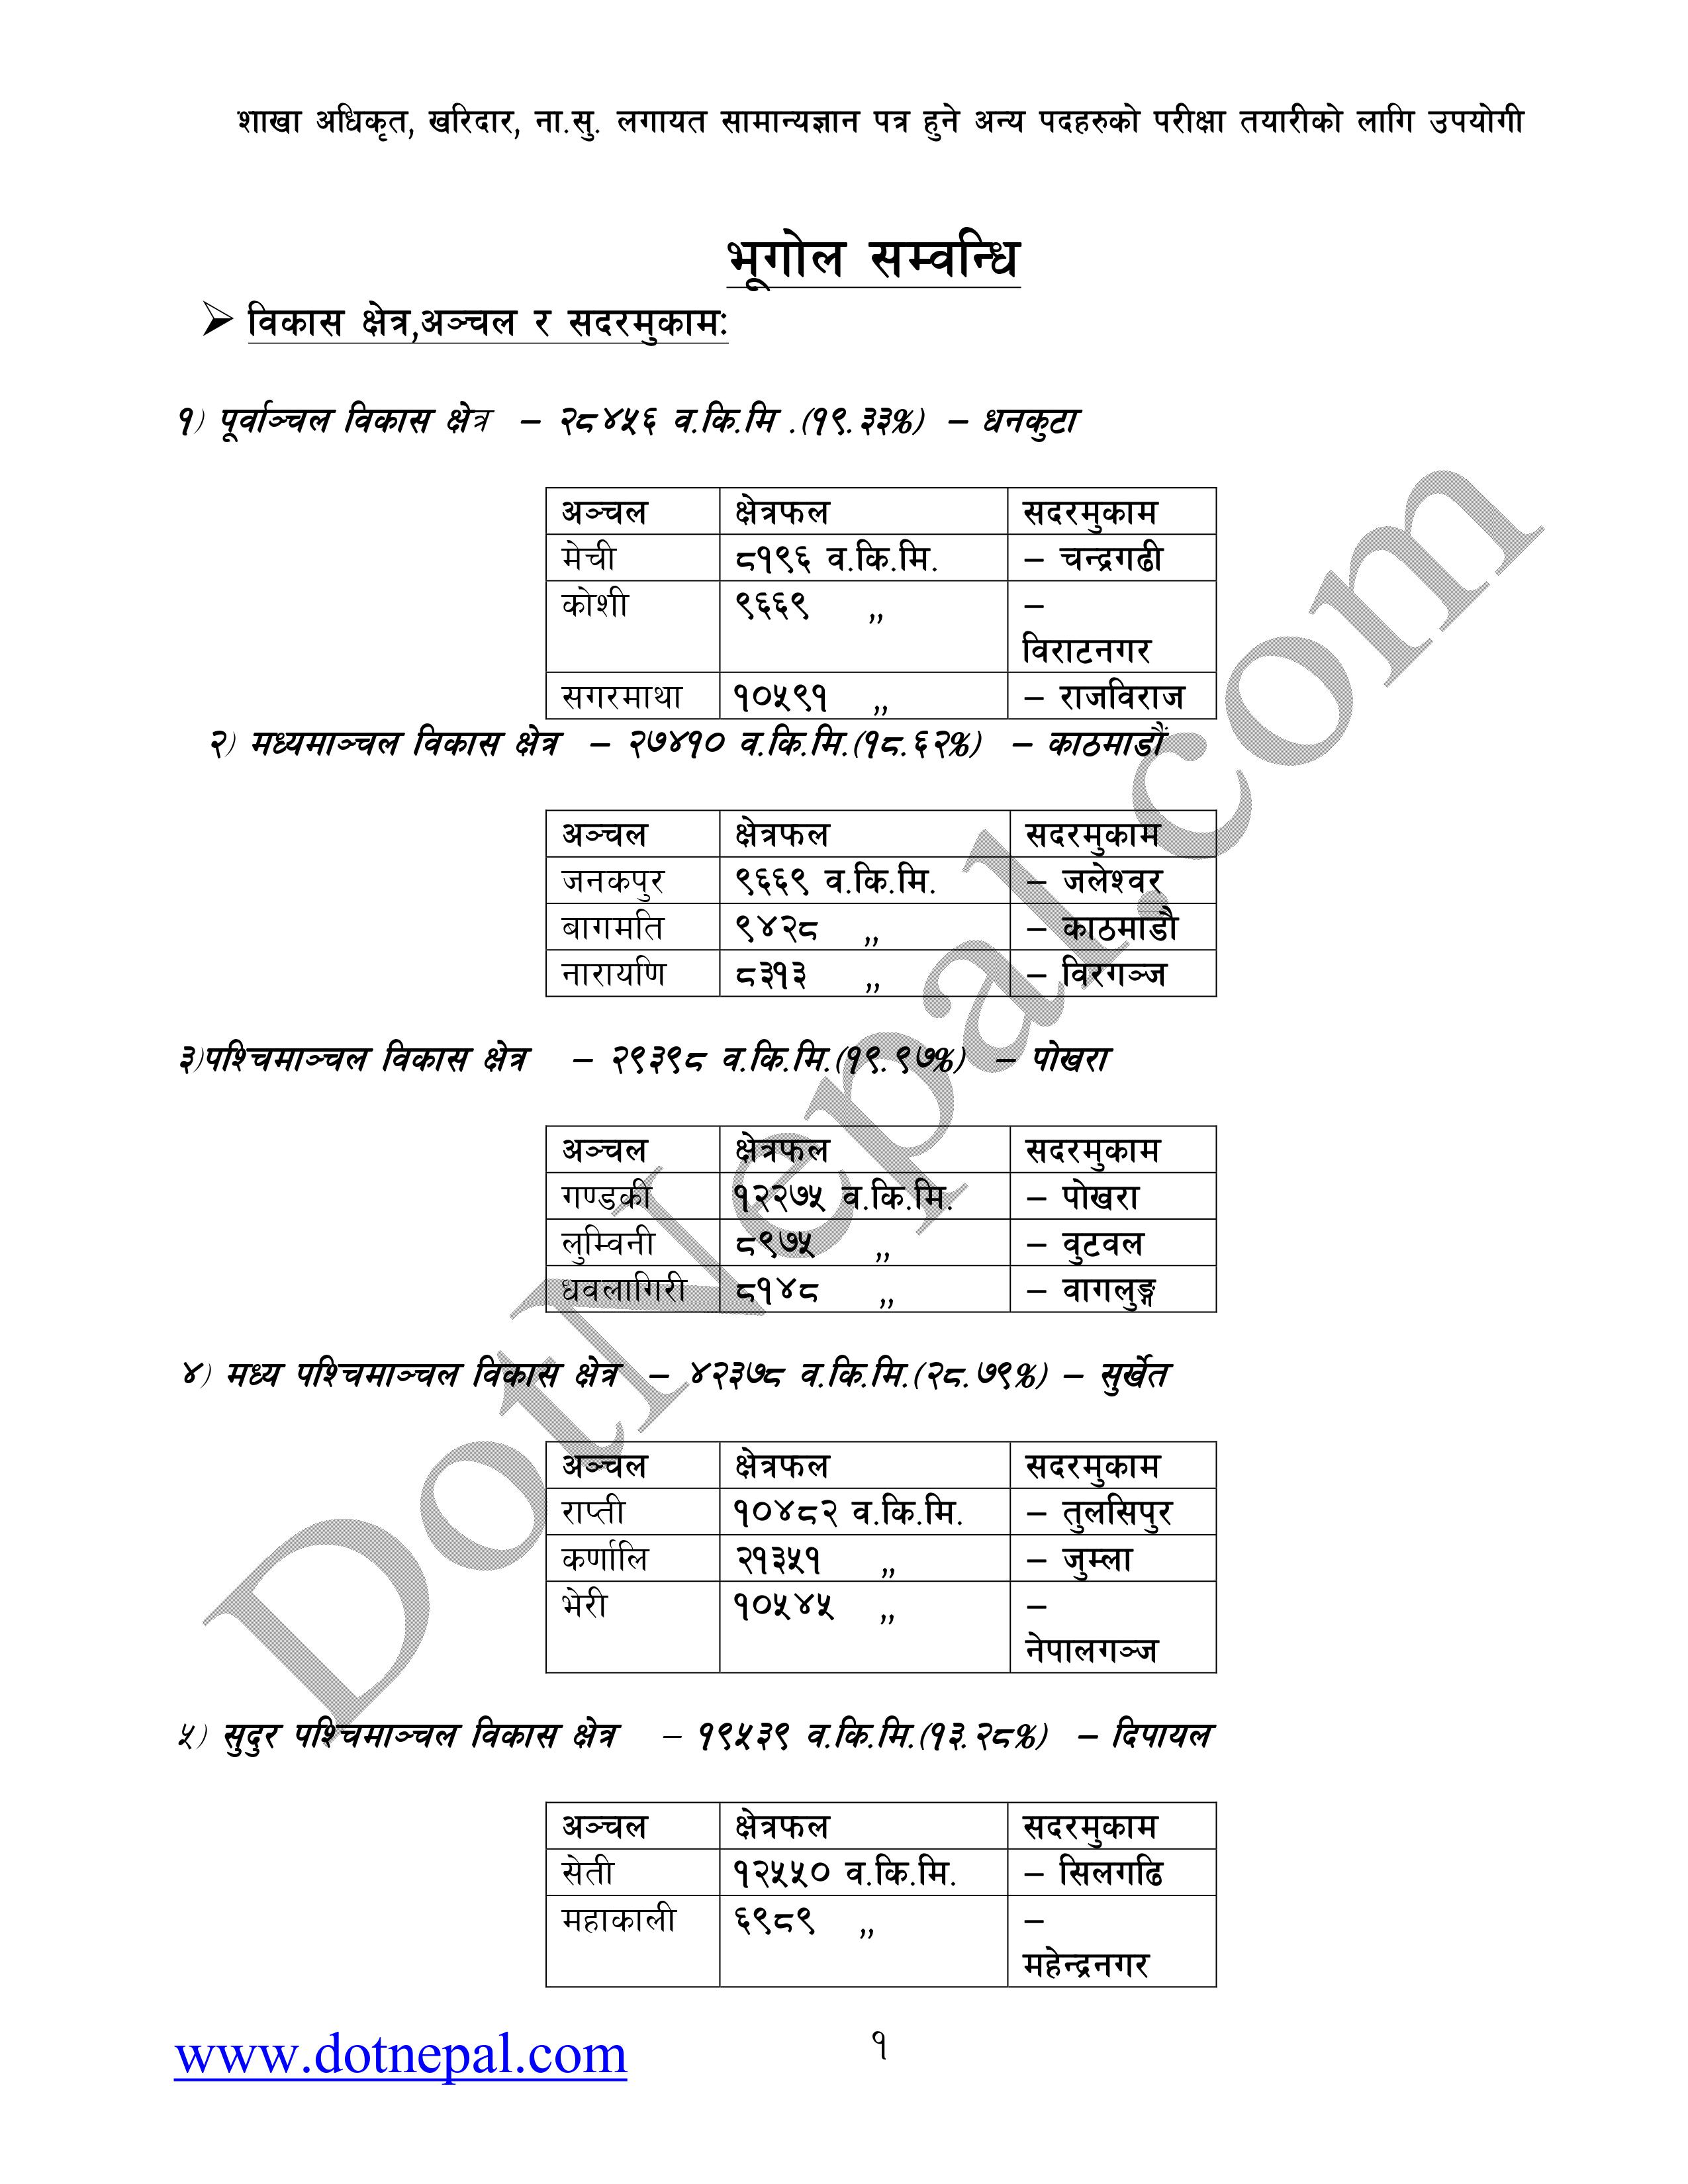 शाखा अधिकृत, खरिदार, ना.सु. लगायत सामान्यज्ञान पत्र हुने अन्य पदहरुको परीक्षा तयारीको लागि उपयोगी
भूगोल सम्वन्धि
➢ विकास क्षेत्र,अञ्चल र सदरमुकामः
१) पूर्वाञ्चल विकास क्षेत्र – २८४५६ व.कि.मि .(१९.३३%) – धनकुटा
अञ्चल क्षेत्रफल सदरमुकाम
मेची ८१९६ व.कि.मि. – चन्द्रगढी
कोशी ९६६९ ,, –
विराटनगर
सगरमाथा १०५९१ ,, – राजविराज
२) मध्यमाञ्चल विकास क्षेत्र – २७४१० व.कि.मि.(१८.६२%) – काठमाडौं
अञ्चल क्षेत्रफल सदरमुकाम
जनकपुर ९६६९ व.कि.मि. – जलेश्वर
बागमति ९४२८ ,, – काठमाडौ
नारायणि ८३१३ ,, – विरगञ्ज
३)पश्चिमाञ्चल विकास क्षेत्र – २९३९८ व.कि.मि.(१९.९७%) – पोखरा
अञ्चल क्षेत्रफल सदरमुकाम
गण्डकी १२२७५ व.कि.मि. – पोखरा
लुम्विनी ८९७५ ,, – वुटवल
धवलागिरी ८१४८ ,, – वागलुङ्ग
४) मध्य पश्चिमाञ्चल विकास क्षेत्र – ४२३७८ व.कि.मि.(२८.७९%) – सुर्खेत
अञ्चल क्षेत्रफल सदरमुकाम
राप्ती १०४८२ व.कि.मि. – तुलसिपुर
कर्णालि २१३५१ ,, – जुम्ला
भेरी १०५४५ ,, –
नेपालगञ्ज
५) सुदुर पश्चिमाञ्चल विकास क्षेत्र – १९५३९ व.कि.मि.(१३.२८%) – दिपायल
अञ्चल क्षेत्रफल सदरमुकाम
सेती १२५५० व.कि.मि. – सिलगढि
महाकाली ६९८९ ,, –
महेन्द्रनगर
www.dotnepal.com १
DotNepal.com